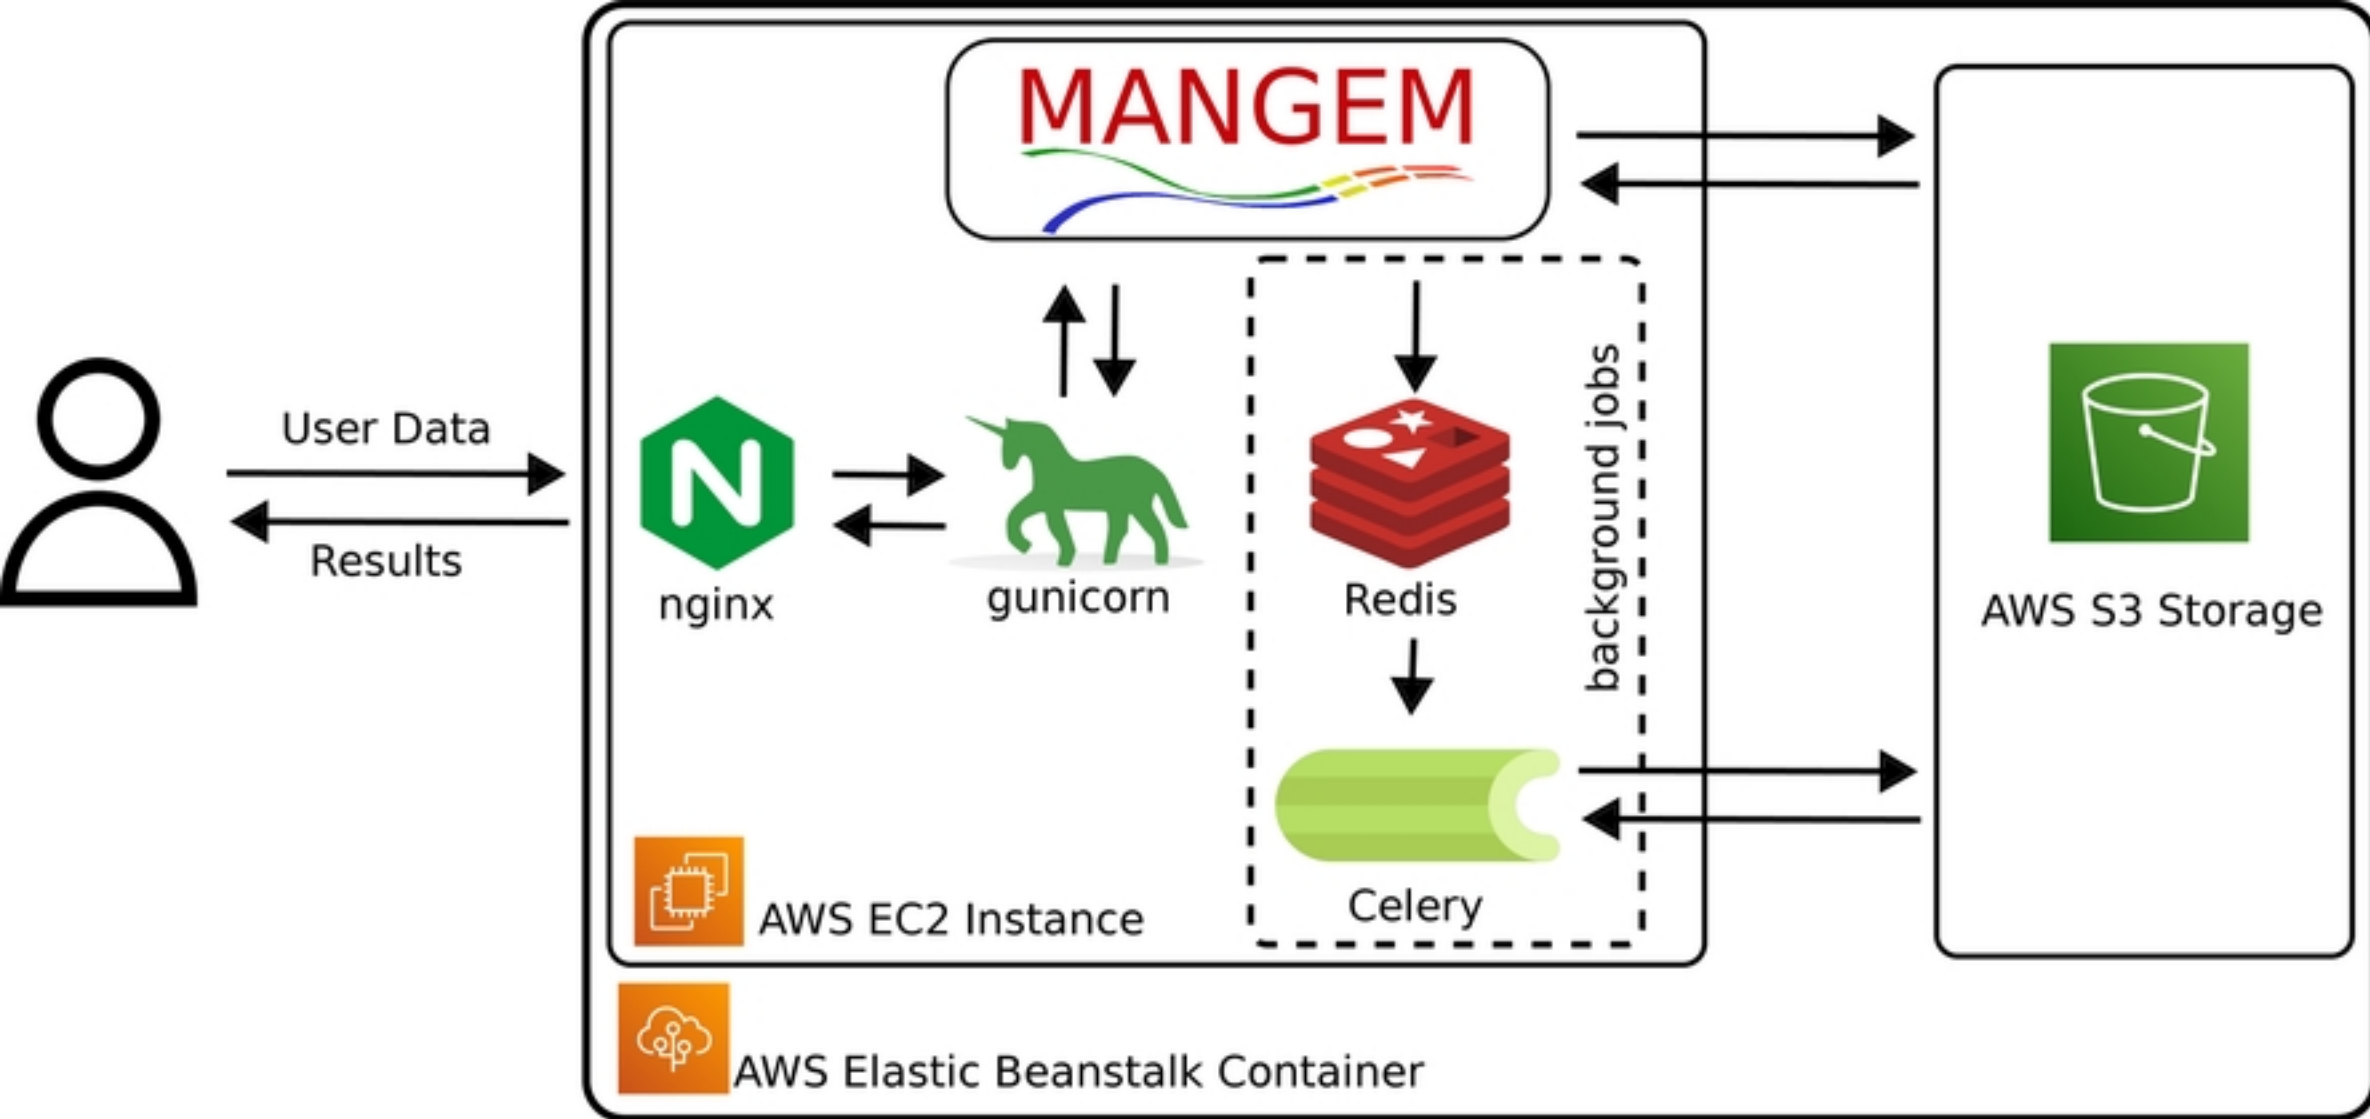 MANGEM
User Data
Results
nginx
gunicorn
Redis
background jobs
AWS S3 Storage
Celery
AWS EC2 Instance
AWS Elastic Beanstalk Container